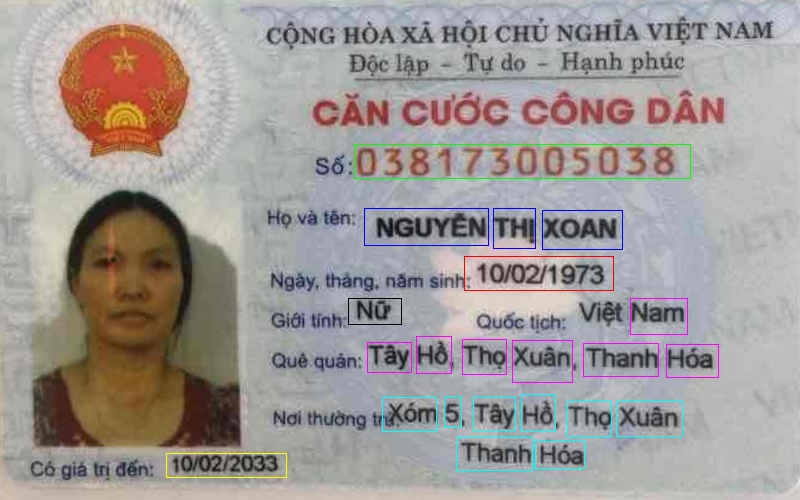 CỘNG HÒA XÃ HỘI CHỦ NGHĨA VIỆT NAM
Độc lập - Tự do - Hạnh phúc
CĂN CƯỚC CÔNG DÂN
Số: 038173005038
Họ và tên: NGUYỄN THỊ XOAN
Ngày, tháng, năm sinh: 10/02/1973
Giới tính: Nữ Quốc tịch: Việt Nam
Quê quán: Tây Hồ, Thọ Xuân, Thanh Hóa
Nơi thường trú: Xóm 5, Tây Hồ, Thọ Xuân
Thanh Hóa
Có giá trị đến: 10/02/2033